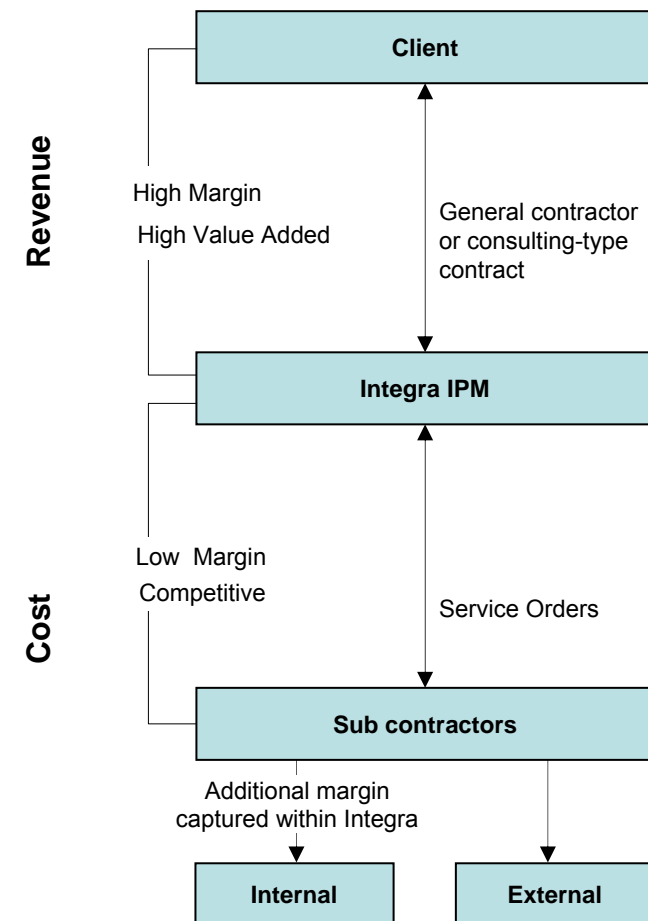 Client
Revenue
High Margin
High Value Added
General contractor
or consulting-type
contract
Integra IPM
Cost
Low Margin
Competitive
Service Orders
Sub contractors
Additional margin
captured within Integra
Internal
External